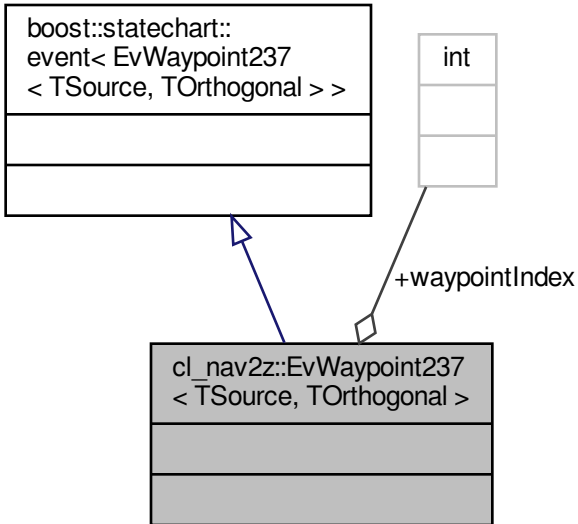 boost::statechart::
event< EvWaypoint237
< TSource, TOrthogonal > >
int
+waypointIndex
cl_nav2z::EvWaypoint237
< TSource, TOrthogonal >